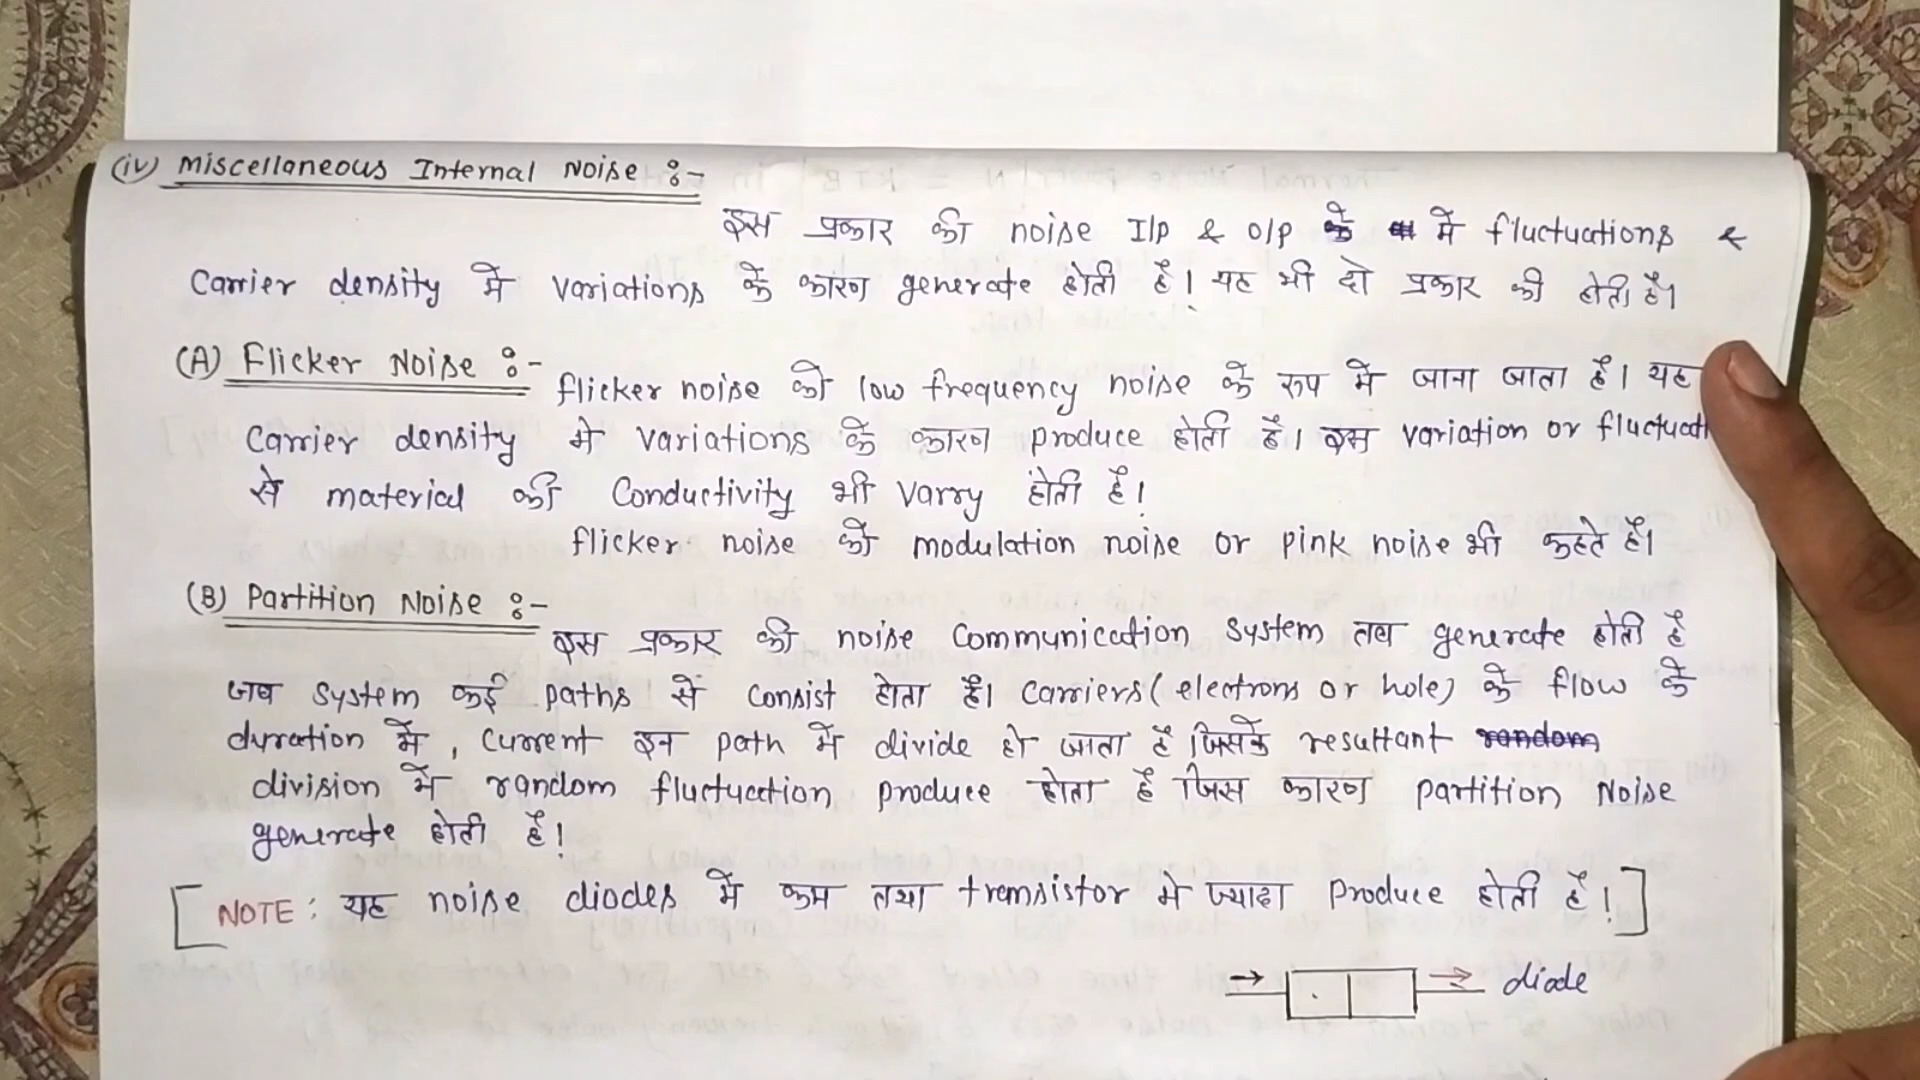 (iv) Miscellaneous Internal Noise :-
इस प्रकार की noise I/p & o/p के में fluctuations &
Carrier density में variations के कारण generate होती है। यह भी दो प्रकार की होती है।
(A) Flicker Noise :-
flicker noise को low frequency noise के रूप में जाना जाता है। यह
Carrier density में variations के कारण produce होती है। इस variation or fluctuati
से material की Conductivity भी varry होती है।
flicker noise को modulation noise or pink noise भी कहते है।
(B) Partition Noise :-
इस प्रकार की noise Communication System तब generate होती है
जब System कई paths से consist होता है। Carriers (electrons or hole) के flow के
duration में, Current इन path में divide हो जाता है जिसके resultant random
division में random fluctuation produce होता है जिस कारण partition Noise
generate होती है।
[NOTE: यह noise diodes में कम तथा transistor में ज्यादा produce होती है।]
diode